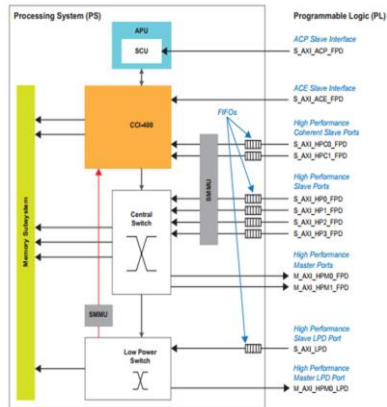 Processing System (PS)
Programmable Logic (PL)
APU
SCU
ACP Slave Interface
S_AXI_ACP_FPD
CCI-400
ACE Slave Interface
S_AXI_ACE_FPD
FIFOs
High Performance
Coherent Slave Ports
S_AXI_HPC0_FPD
S_AXI_HPC1_FPD
SMMU
High Performance
Slave Ports
S_AXI_HP0_FPD
S_AXI_HP1_FPD
S_AXI_HP2_FPD
S_AXI_HP3_FPD
Memory Subsystem
Central
Switch
High Performance
Master Ports
M_AXI_HPM0_FPD
M_AXI_HPM1_FPD
SMMU
High Performance
Slave LPD Port
S_AXI_LPD
Low Power
Switch
High Performance
Master LPD Port
M_AXI_HPM0_LPD